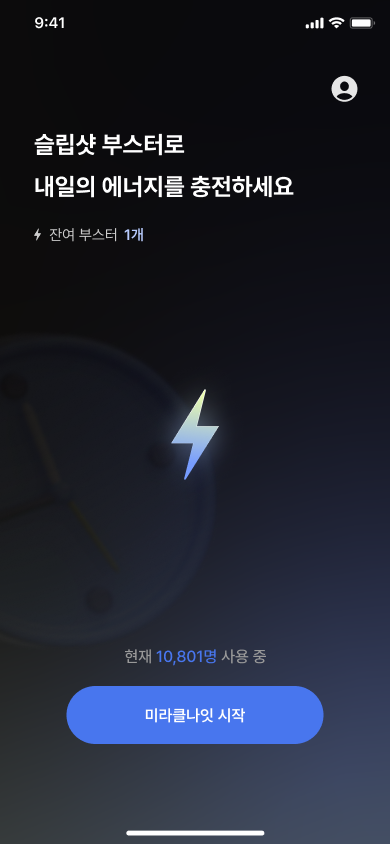 9:41
슬립샷 부스터로
내일의 에너지를 충전하세요
잔여 부스터 1개
현재 10,801명 사용 중
미라클나잇 시작